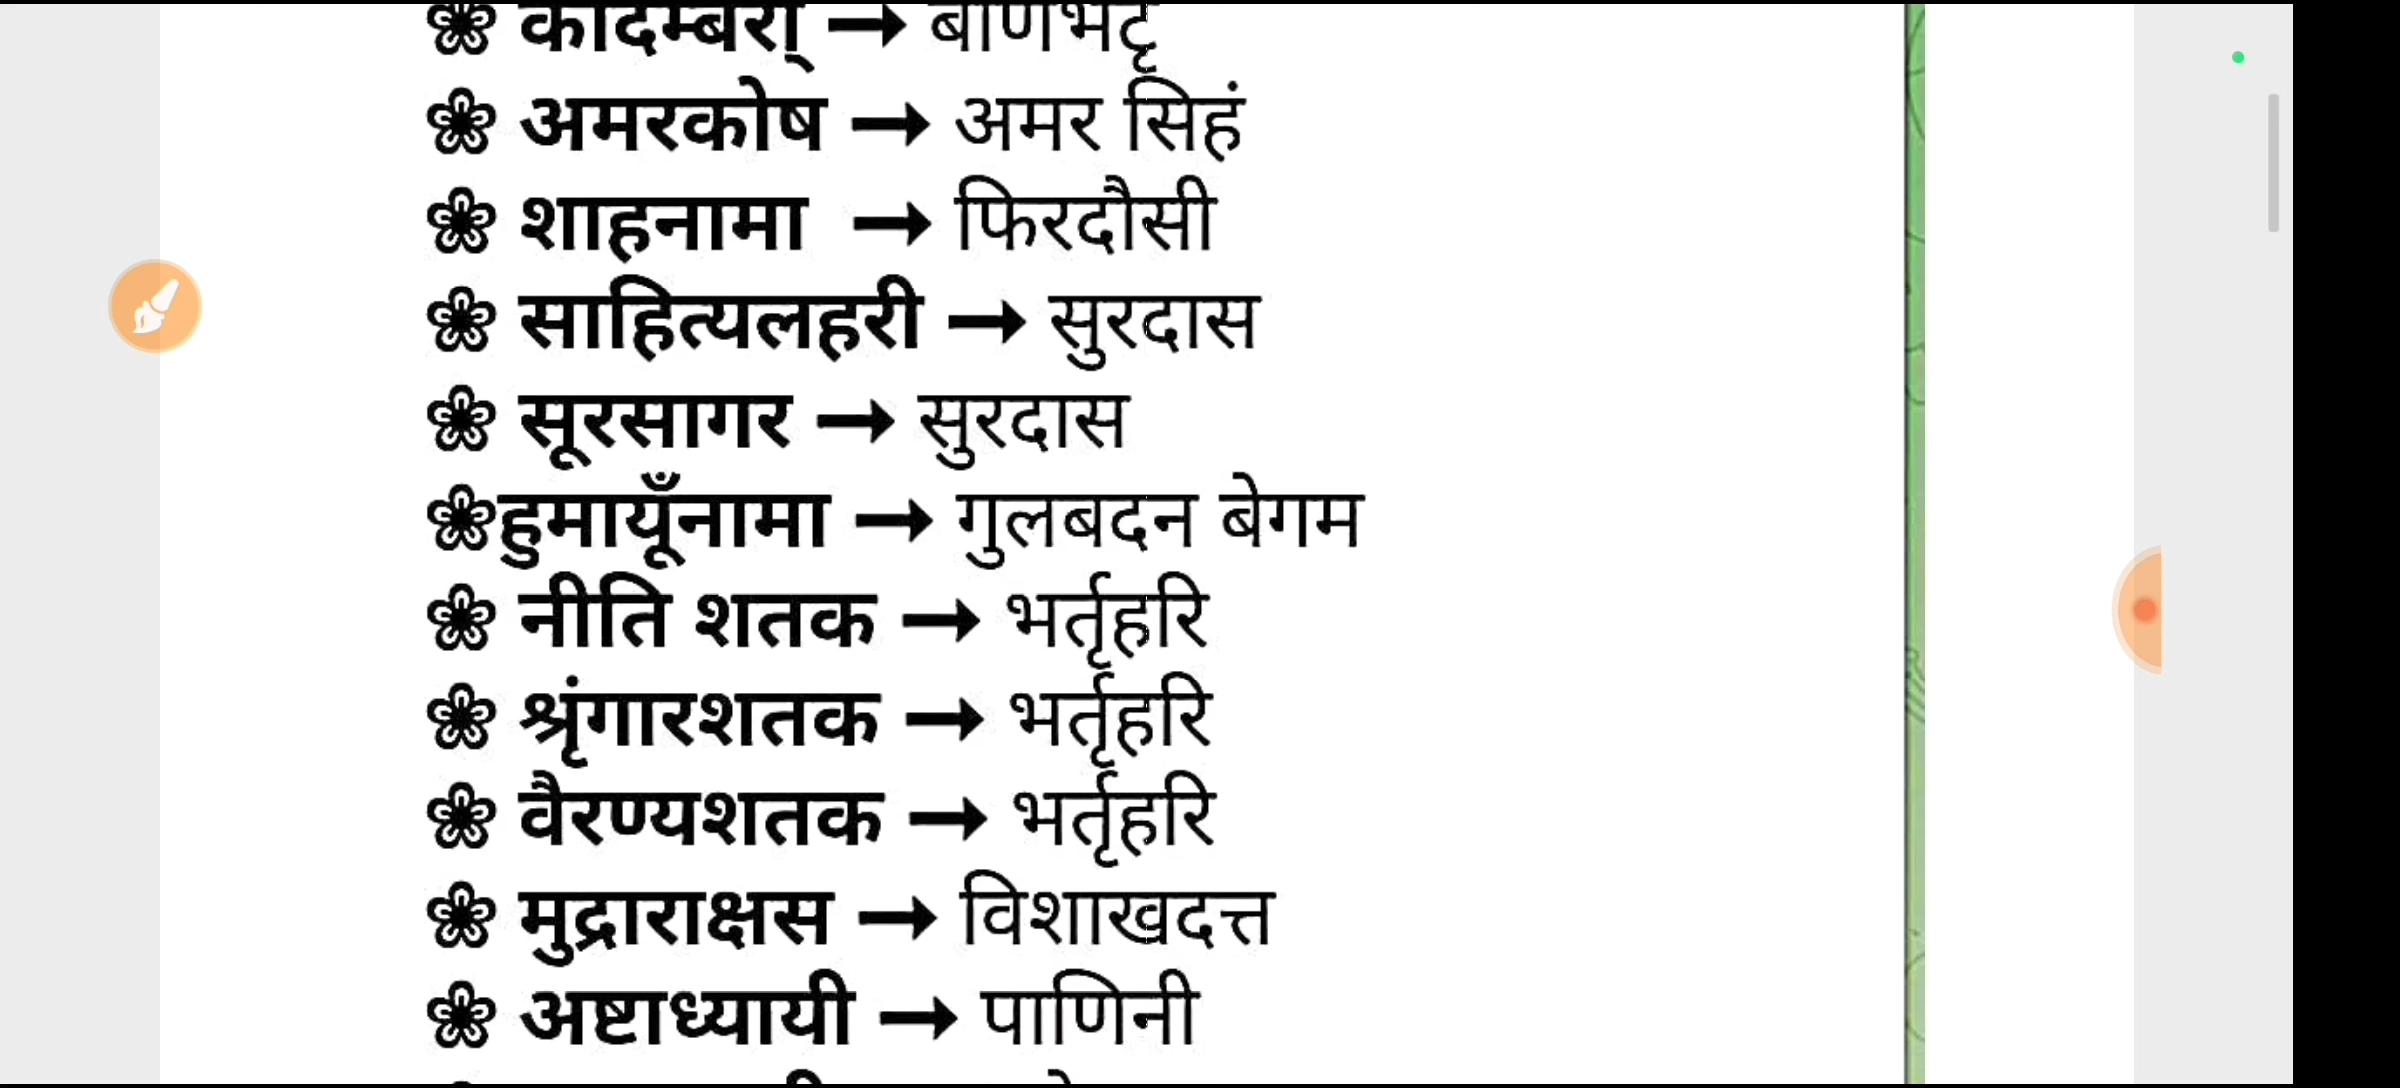 ❀ कादम्बरी् → बाणभट्ट
❀ अमरकोष → अमर सिहं
❀ शाहनामा → फिरदौसी
❀ साहित्यलहरी → सुरदास
❀ सूरसागर → सुरदास
❀हुमायूँनामा → गुलबदन बेगम
❀ नीति शतक → भर्तृहरि
❀ श्रृंगारशतक → भर्तृहरि
❀ वैरण्यशतक → भर्तृहरि
❀ मुद्राराक्षस → विशाखदत्त
❀ अष्टाध्यायी → पाणिनी